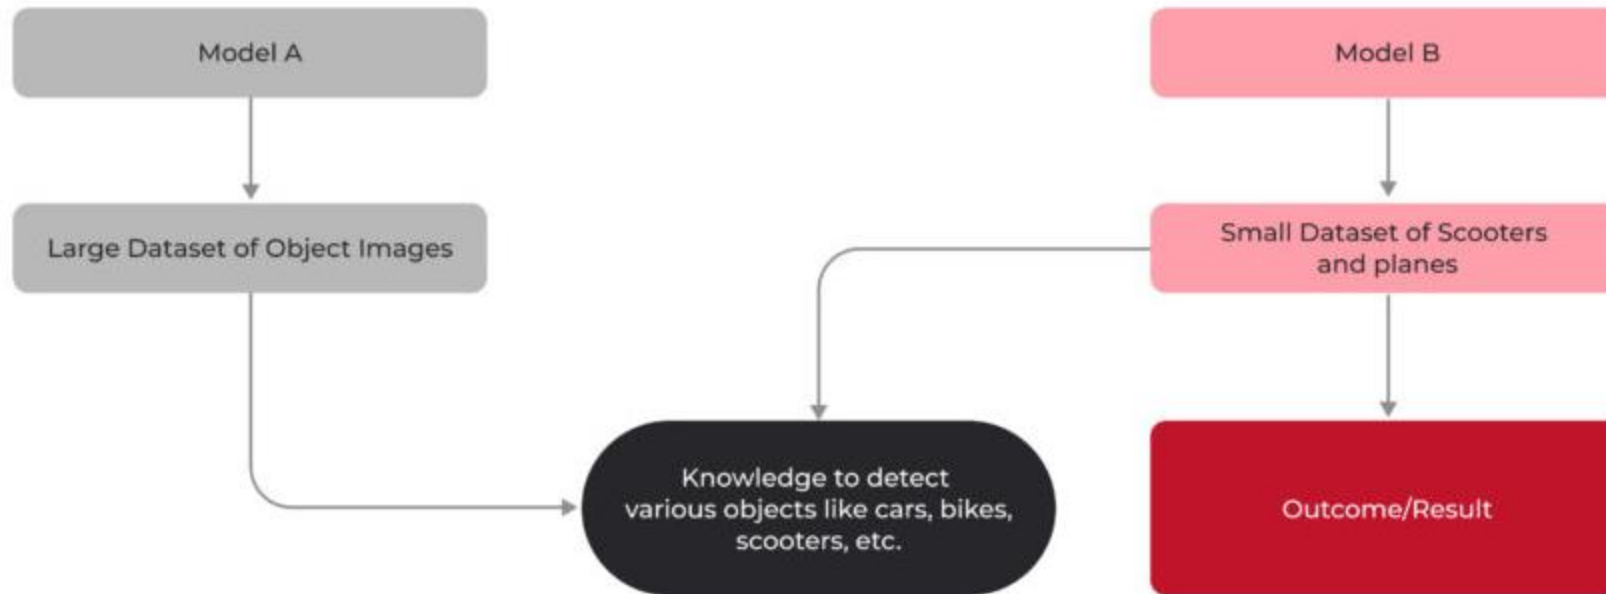 Model A
Model B
Large Dataset of Object Images
Small Dataset of Scooters
and planes
Knowledge to detect
various objects like cars, bikes,
scooters, etc.
Outcome/Result